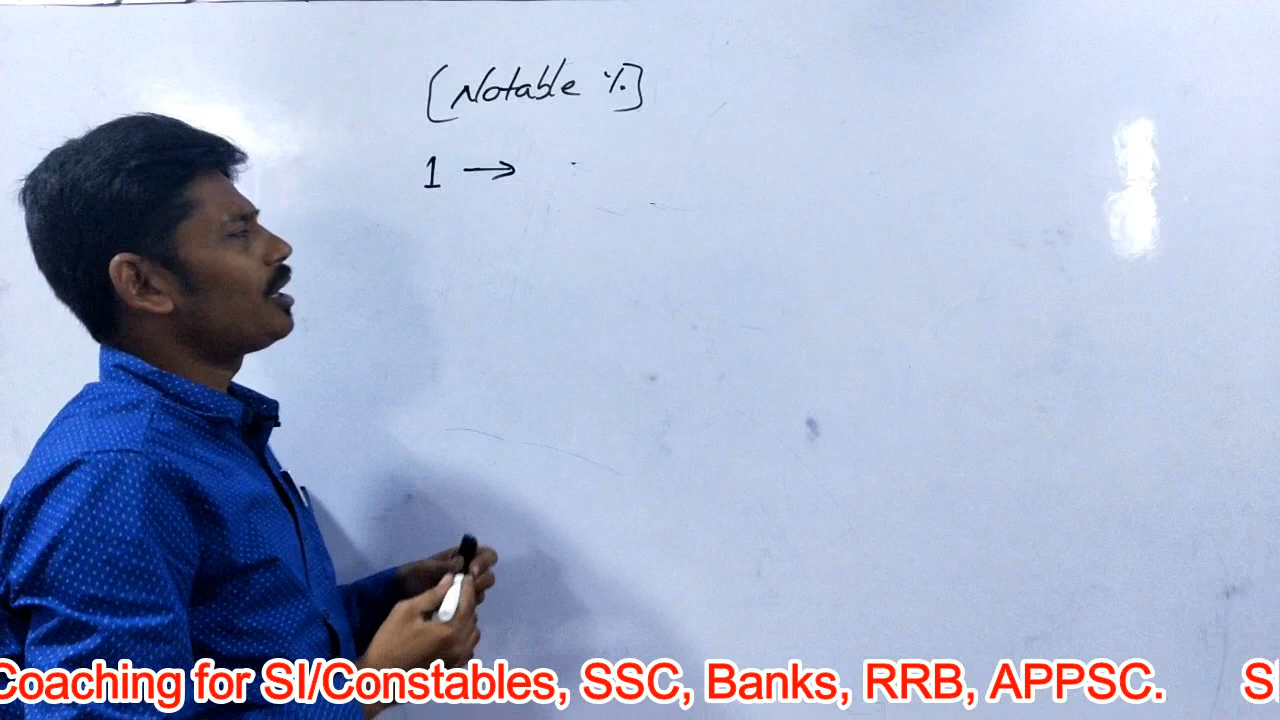 [Notable %]
1 →
Coaching for SI/Constables, SSC, Banks, RRB, APPSC. S